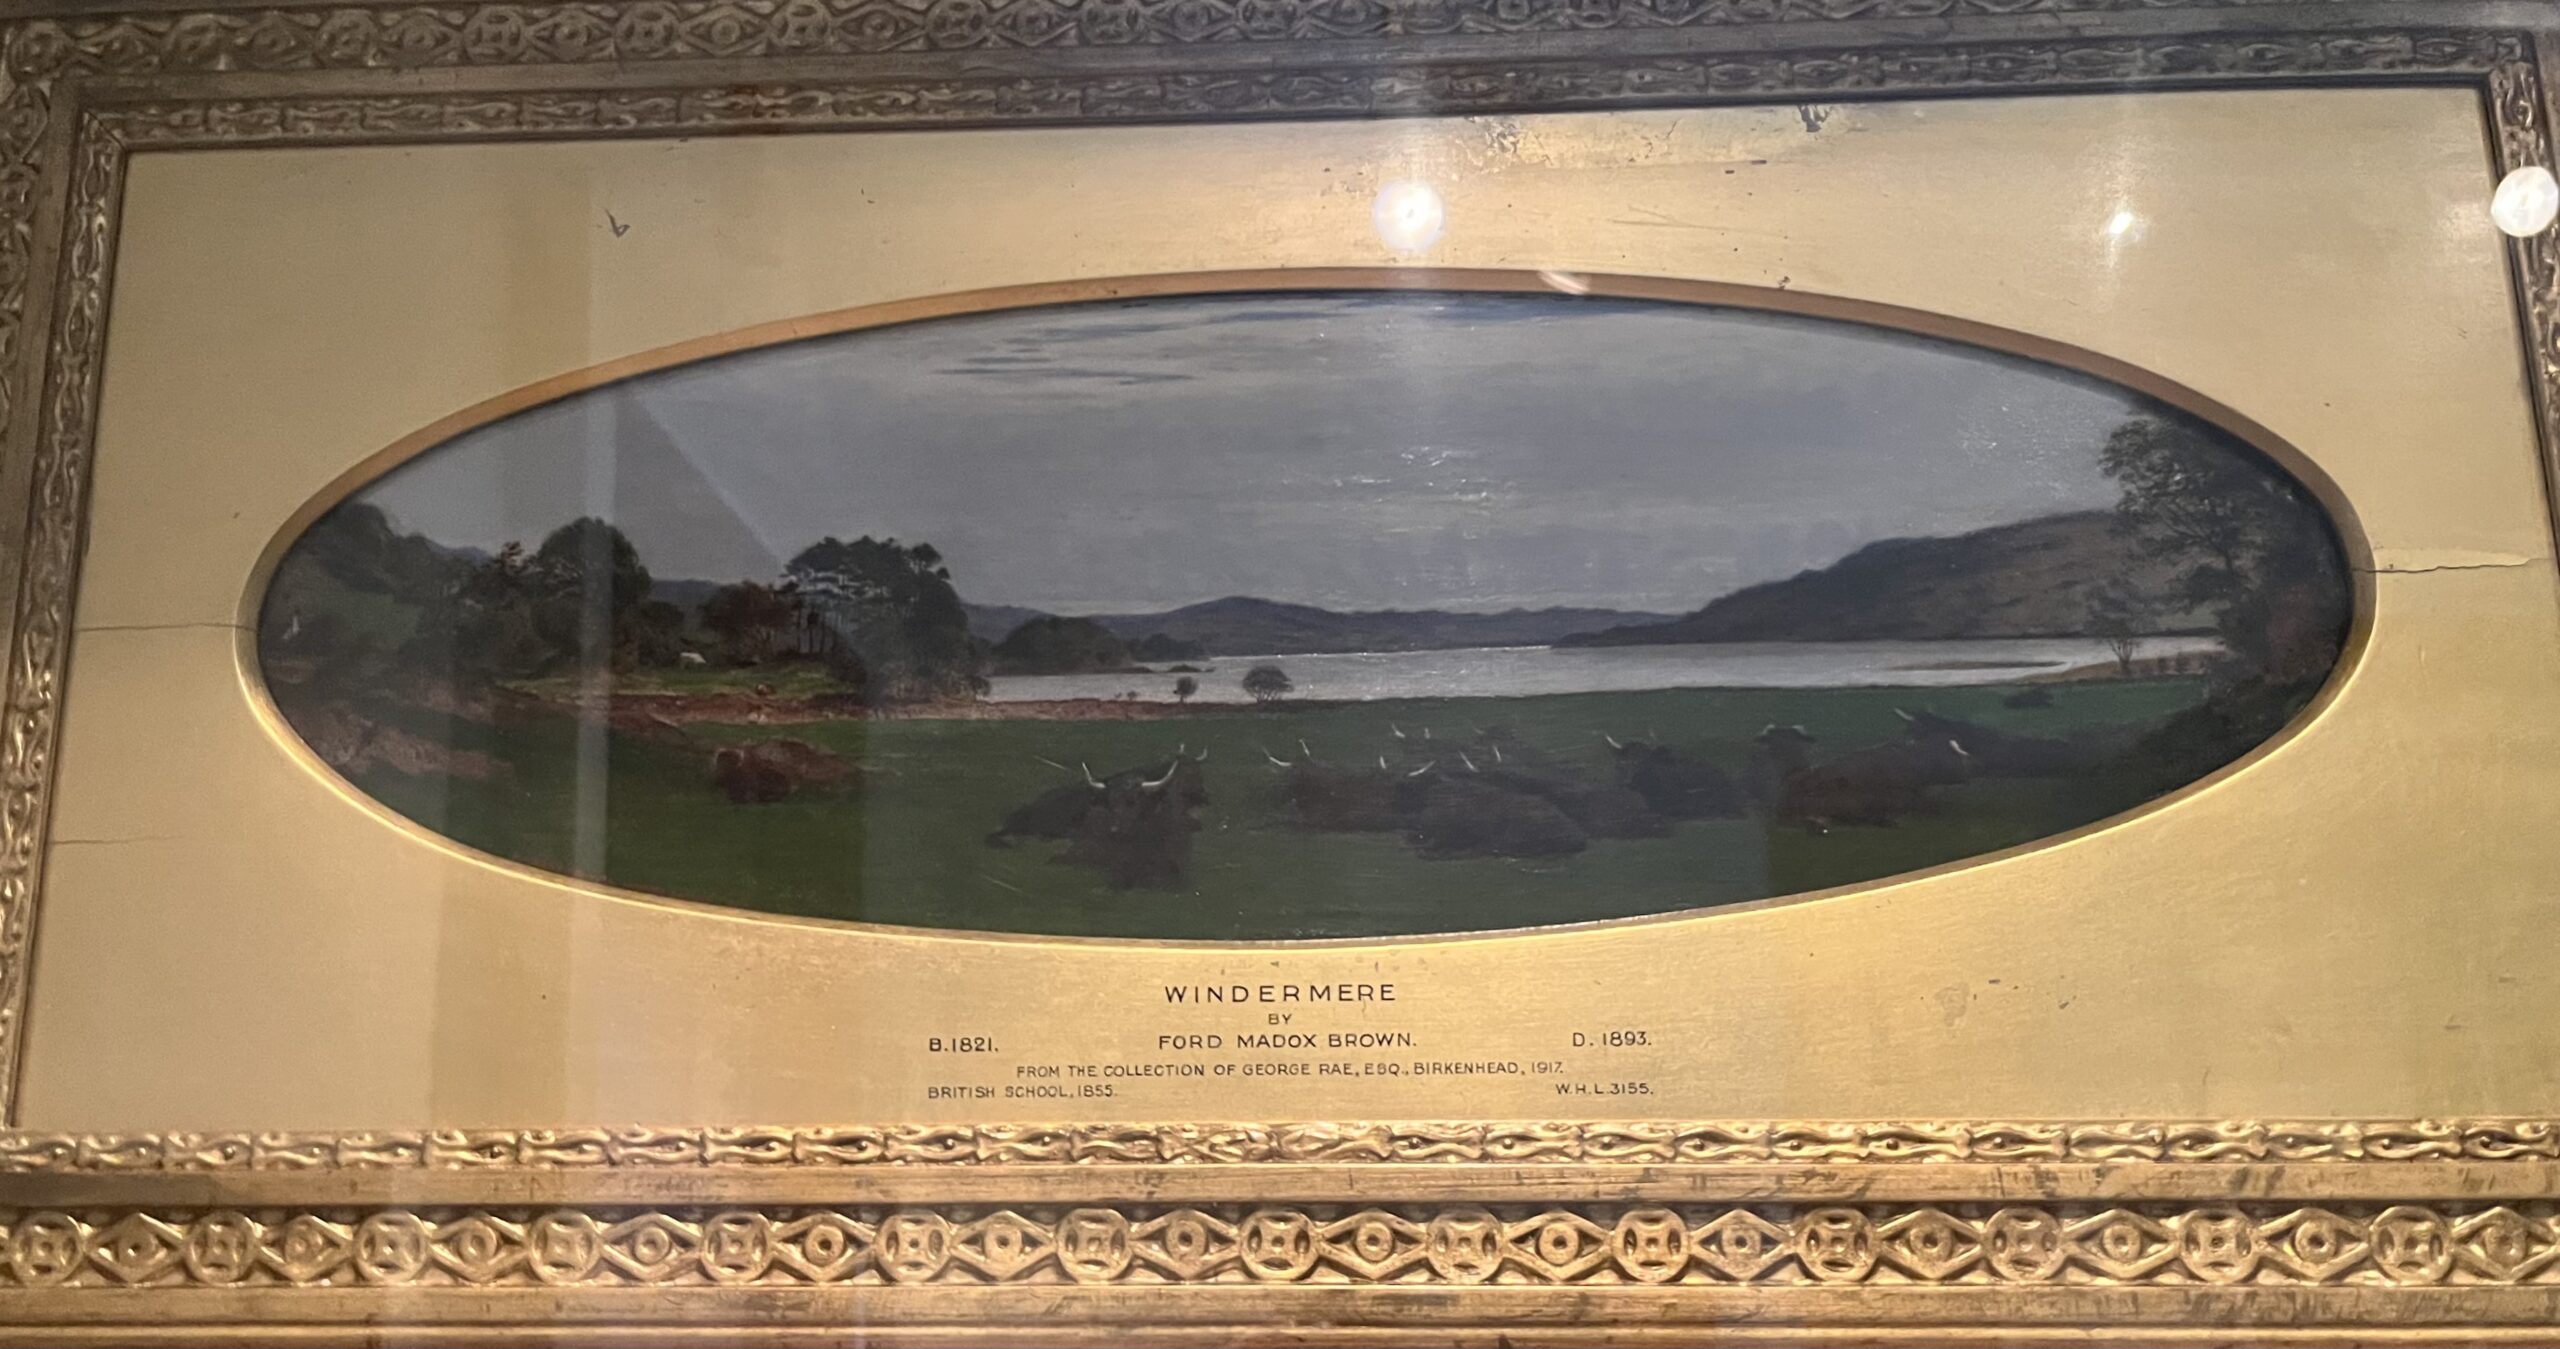 WINDERMERE
BY
B.1821. FORD MADOX BROWN. D. 1893.
FROM THE COLLECTION OF GEORGE RAE, ESQ., BIRKENHEAD, 1917.
BRITISH SCHOOL, 1855. W.H.L.3155.